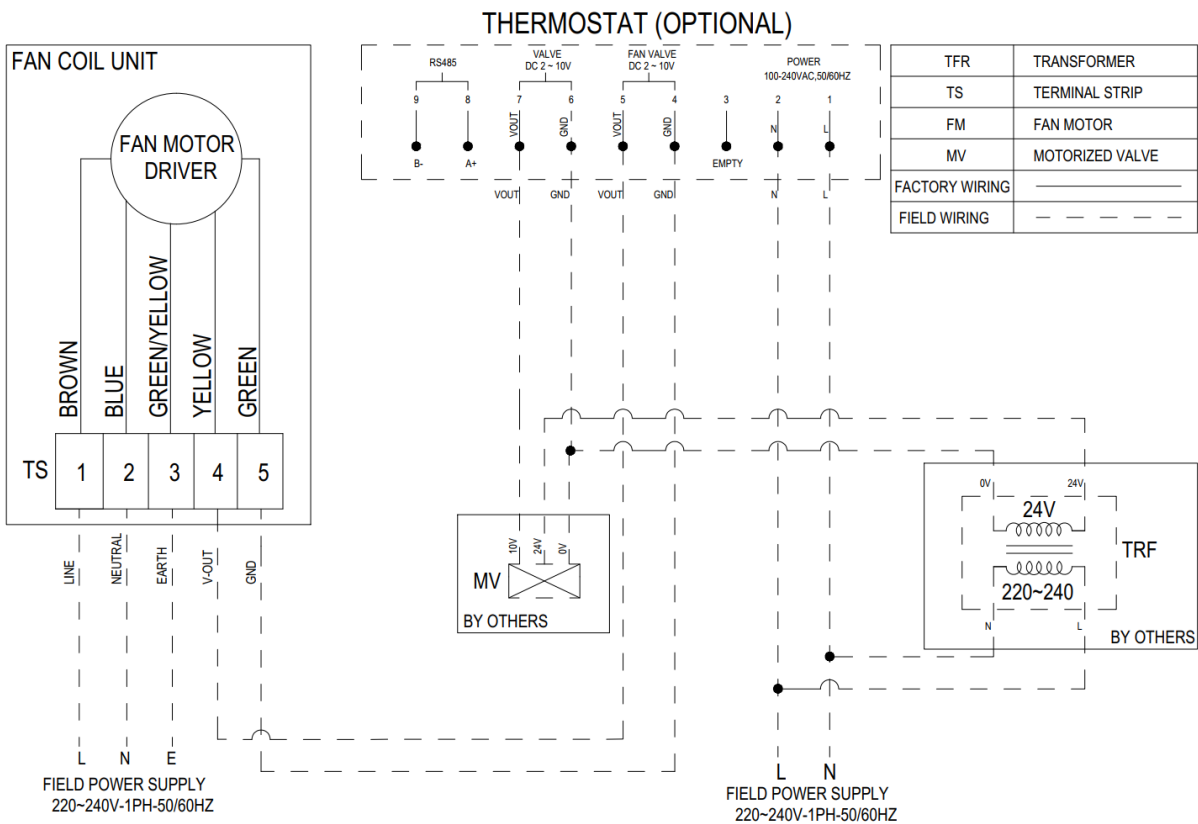 THERMOSTAT (OPTIONAL)
FAN COIL UNIT
FAN MOTOR
DRIVER
BROWN
BLUE
GREEN/YELLOW
YELLOW
GREEN
TS
1 2 3 4 5
LINE
NEUTRAL
EARTH
V-OUT
GND
L N E
FIELD POWER SUPPLY
220~240V-1PH-50/60HZ
RS485
VALVE
DC 2 ~ 10V
FAN VALVE
DC 2 ~ 10V
POWER
100-240VAC,50/60HZ
9 8 7 6 5 4 3 2 1
VOUT GND VOUT GND N L
B- A+ EMPTY
VOUT GND VOUT GND N L
10V
24V
0V
MV
BY OTHERS
0V 24V
24V
TRF
220~240
N L
BY OTHERS
L N
FIELD POWER SUPPLY
220~240V-1PH-50/60HZ
TFR TRANSFORMER
TS TERMINAL STRIP
FM FAN MOTOR
MV MOTORIZED VALVE
FACTORY WIRING
FIELD WIRING